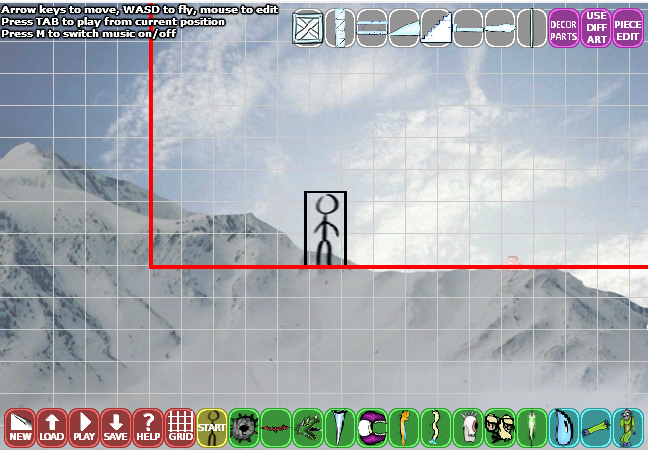 Arrow keys to move, WASD to fly, mouse to edit
Press TAB to play from current position
Press M to switch music on/off
DECOR
PARTS
USE
DIFF
ART
PIECE
EDIT
NEW
LOAD
PLAY
SAVE
?
HELP
GRID
START